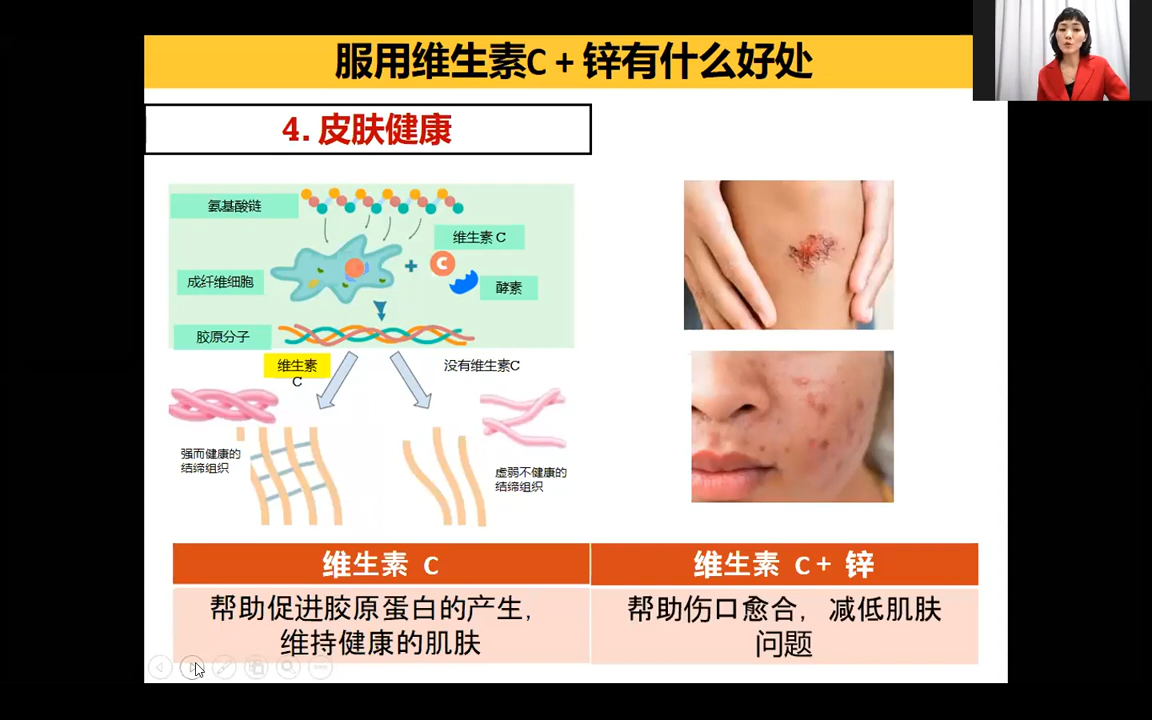 服用维生素C + 锌有什么好处
4. 皮肤健康
氨基酸链
维生素 C
C
成纤维细胞
酵素
胶原分子
维生素
C
没有维生素C
强而健康的
结缔组织
虚弱不健康的
结缔组织
维生素 C
维生素 C + 锌
帮助促进胶原蛋白的产生,
维持健康的肌肤
帮助伤口愈合, 减低肌肤
问题